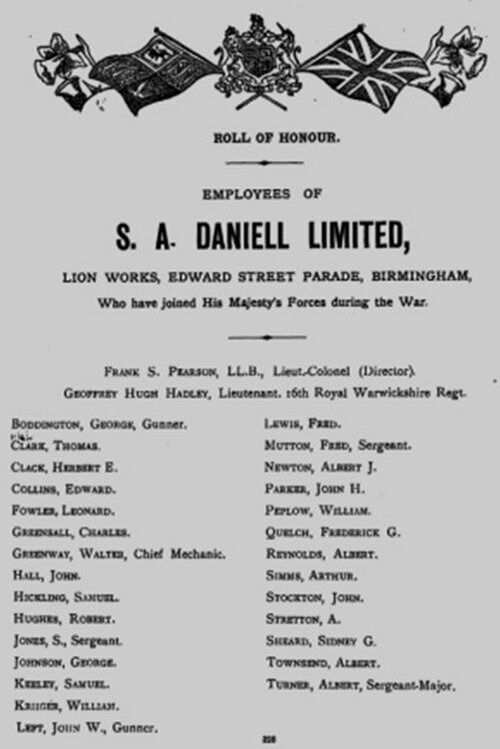 ROLL OF HONOUR.
EMPLOYEES OF
S. A. DANIELL LIMITED,
LION WORKS, EDWARD STREET PARADE, BIRMINGHAM,
Who have joined His Majesty's Forces during the War.
FRANK S. PEARSON, LL.B., Lieut.-Colonel (Director).
GEOFFREY HUGH HADLEY, Lieutenant. 16th Royal Warwickshire Regt.
BODDINGTON, GEORGE, Gunner.
CLARK, THOMAS.
CLACK, HERBERT E.
COLLINS, EDWARD.
FOWLER, LEONARD.
GREENSALL, CHARLES.
GREENWAY, WALTER, Chief Mechanic.
HALL, JOHN.
HICKLING, SAMUEL.
HUGHES, ROBERT.
JONES, S., Sergeant.
JOHNSON, GEORGE.
KEELEY, SAMUEL.
KRUGER, WILLIAM.
LEFT, JOHN W., Gunner.
LEWIS, FRED.
MUTTON, FRED, Sergeant.
NEWTON, ALBERT J.
PARKER, JOHN H.
PEPLOW, WILLIAM.
QUELCH, FREDERICK G.
REYNOLDS, ALBERT.
SIMMS, ARTHUR.
STOCKTON, JOHN.
STRETTON, A.
SHEARD, SIDNEY G.
TOWNSEND, ALBERT.
TURNER, ALBERT, Sergeant-Major.